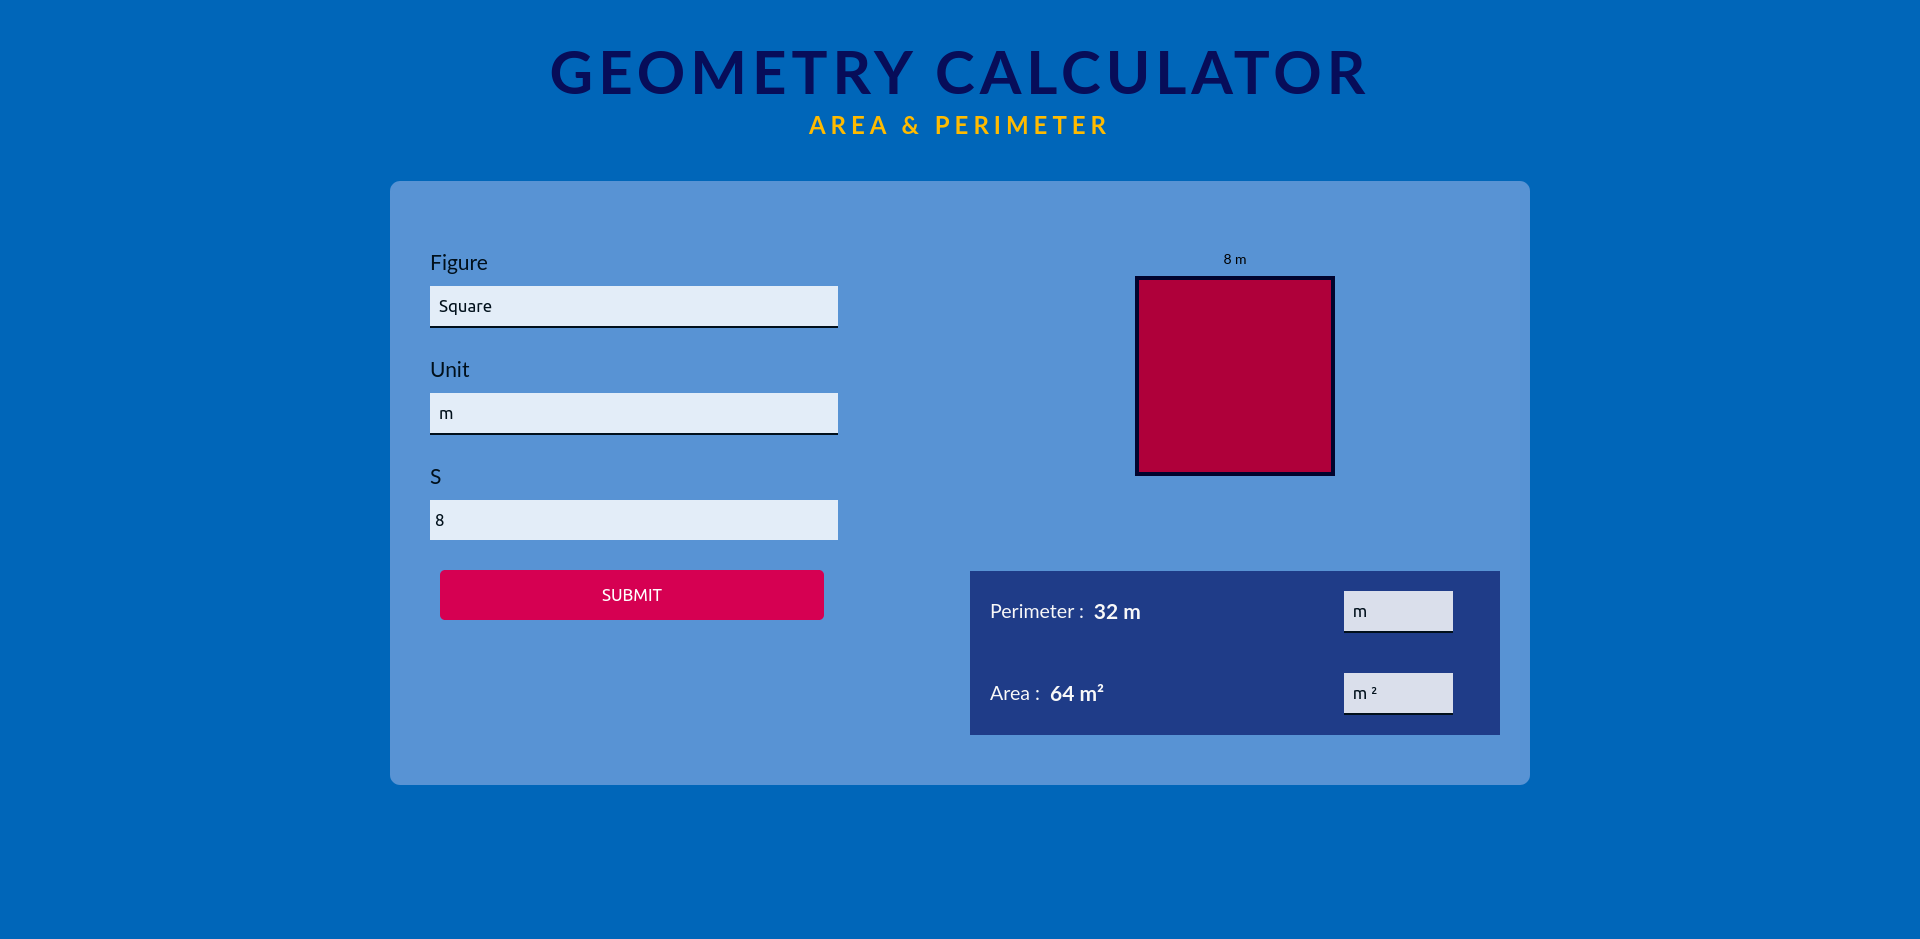 GEOMETRY CALCULATOR
AREA & PERIMETER
Figure
Square
Unit
m
S
8
SUBMIT
8 m
Perimeter : 32 m
m
Area : 64 m²
m ²